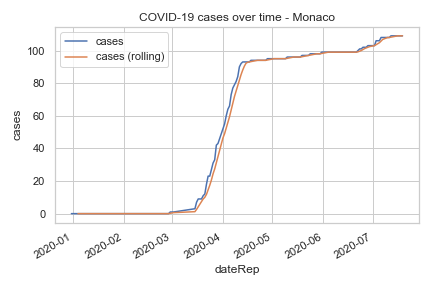 COVID-19 cases over time - Monaco
cases
cases (rolling)
100
80
60
40
20
0
cases
2020-01
2020-02
2020-03
2020-04
2020-05
2020-06
2020-07
dateRep